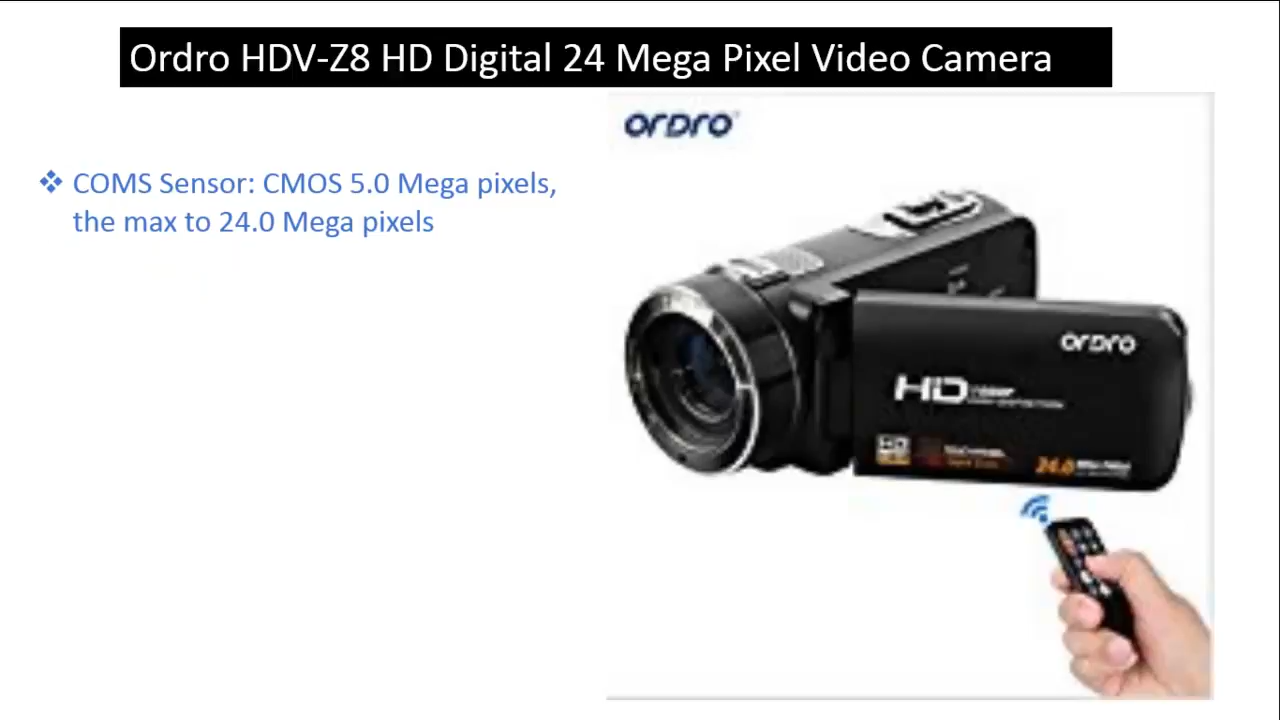 Ordro HDV-Z8 HD Digital 24 Mega Pixel Video Camera
ORDRO
❖ COMS Sensor: CMOS 5.0 Mega pixels,
the max to 24.0 Mega pixels
ORDRO
HD
HD
24.0